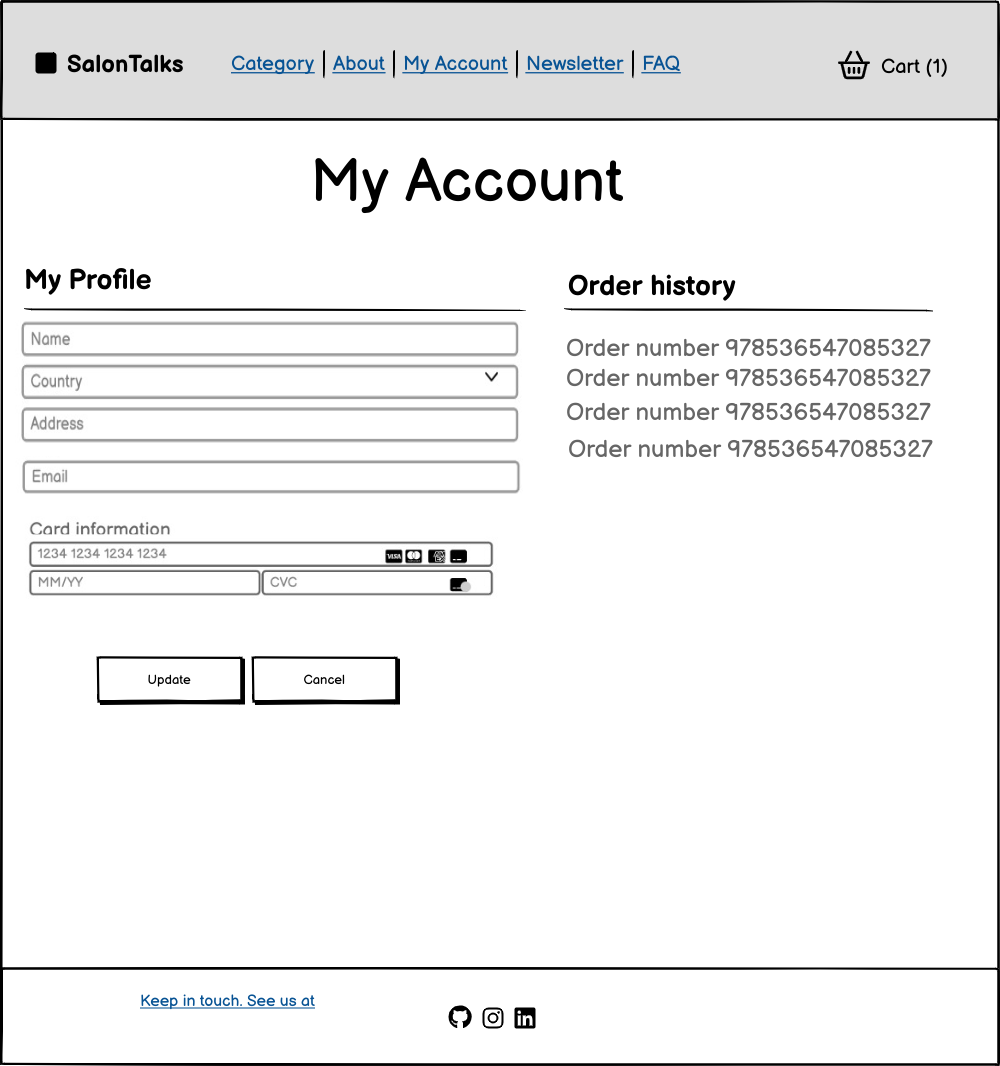 SalonTalks Category About My Account Newsletter FAQ Cart (1)
My Account
My Profile
Name
Country
Address
Email
Card information
1234 1234 1234 1234
VISA
MM/YY CVC
Update Cancel
Order history
Order number 978536547085327
Order number 978536547085327
Order number 978536547085327
Order number 978536547085327
Keep in touch. See us at
in